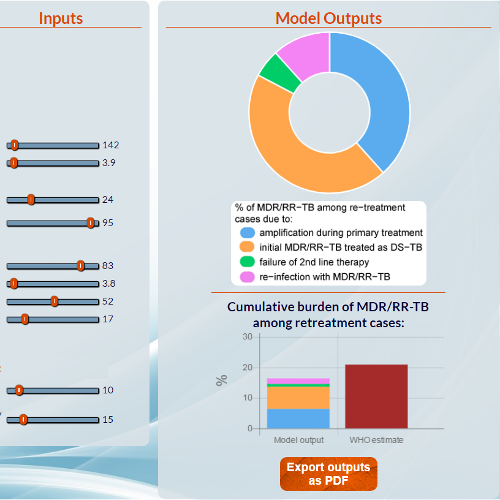 Inputs
142
3.9
24
95
83
3.8
52
17
10
15
Model Outputs
% of MDR/RR−TB among re−treatment
cases due to:
amplification during primary treatment
initial MDR/RR−TB treated as DS−TB
failure of 2nd line therapy
re−infection with MDR/RR−TB
Cumulative burden of MDR/RR-TB
among retreatment cases:
30
20
10
0
%
Model output
WHO estimate
Export outputs
as PDF